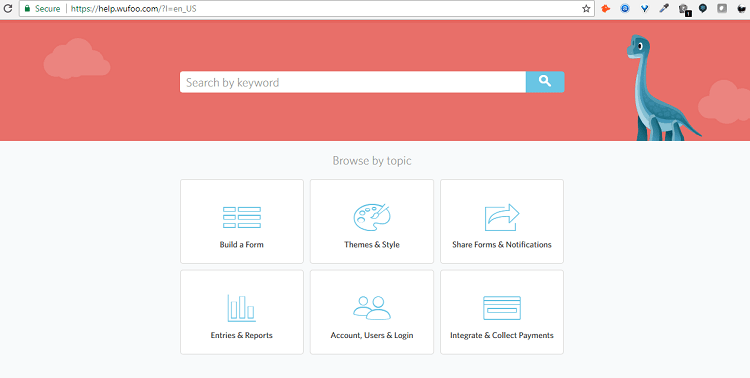 Secure | https://help.wufoo.com/?l=en_US
1
Search by keyword
Browse by topic
Build a Form
Themes & Style
Share Forms & Notifications
Entries & Reports
Account, Users & Login
Integrate & Collect Payments